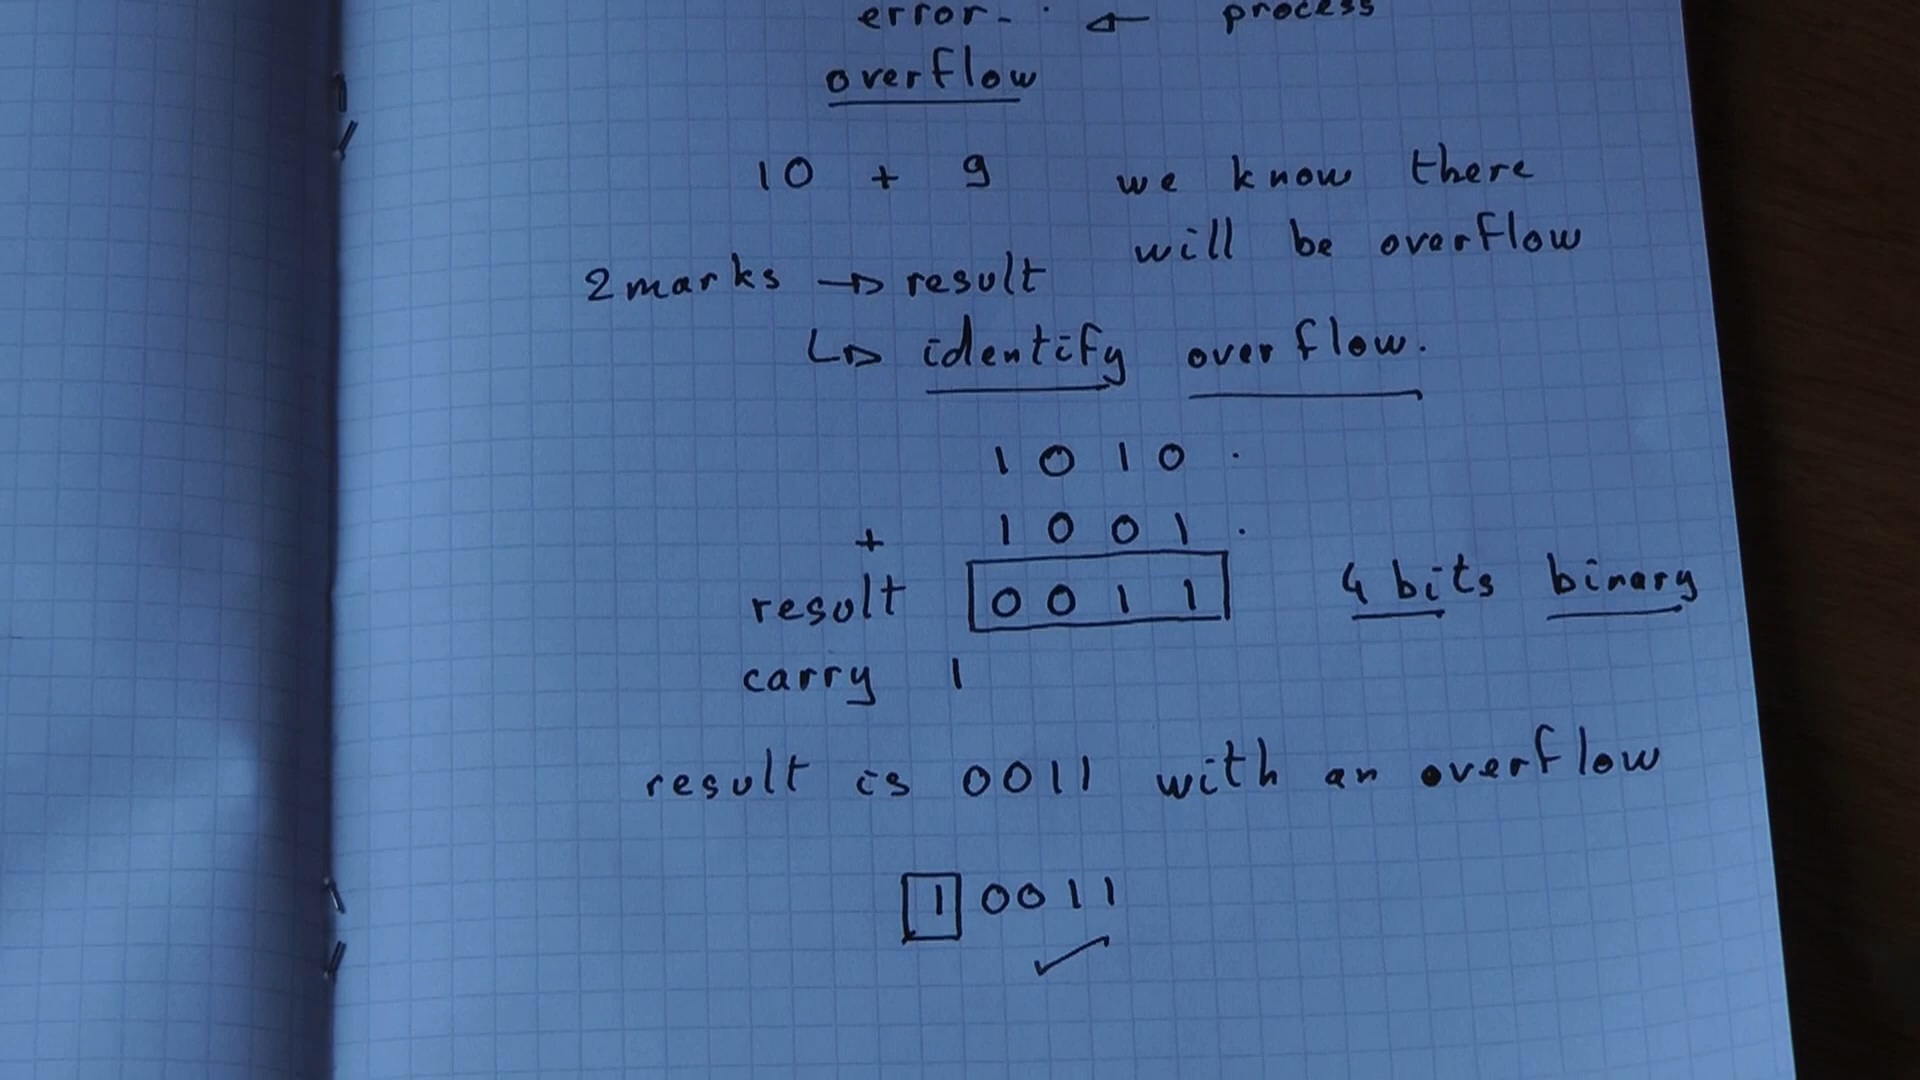 error. ← process
overflow
10 + 9 we know there
will be overflow
2 marks → result
↳ identify overflow.
1 0 1 0 .
+ 1 0 0 1 .
result 0 0 1 1 4 bits binary
carry 1
result is 0011 with an overflow
1 0011 ✓